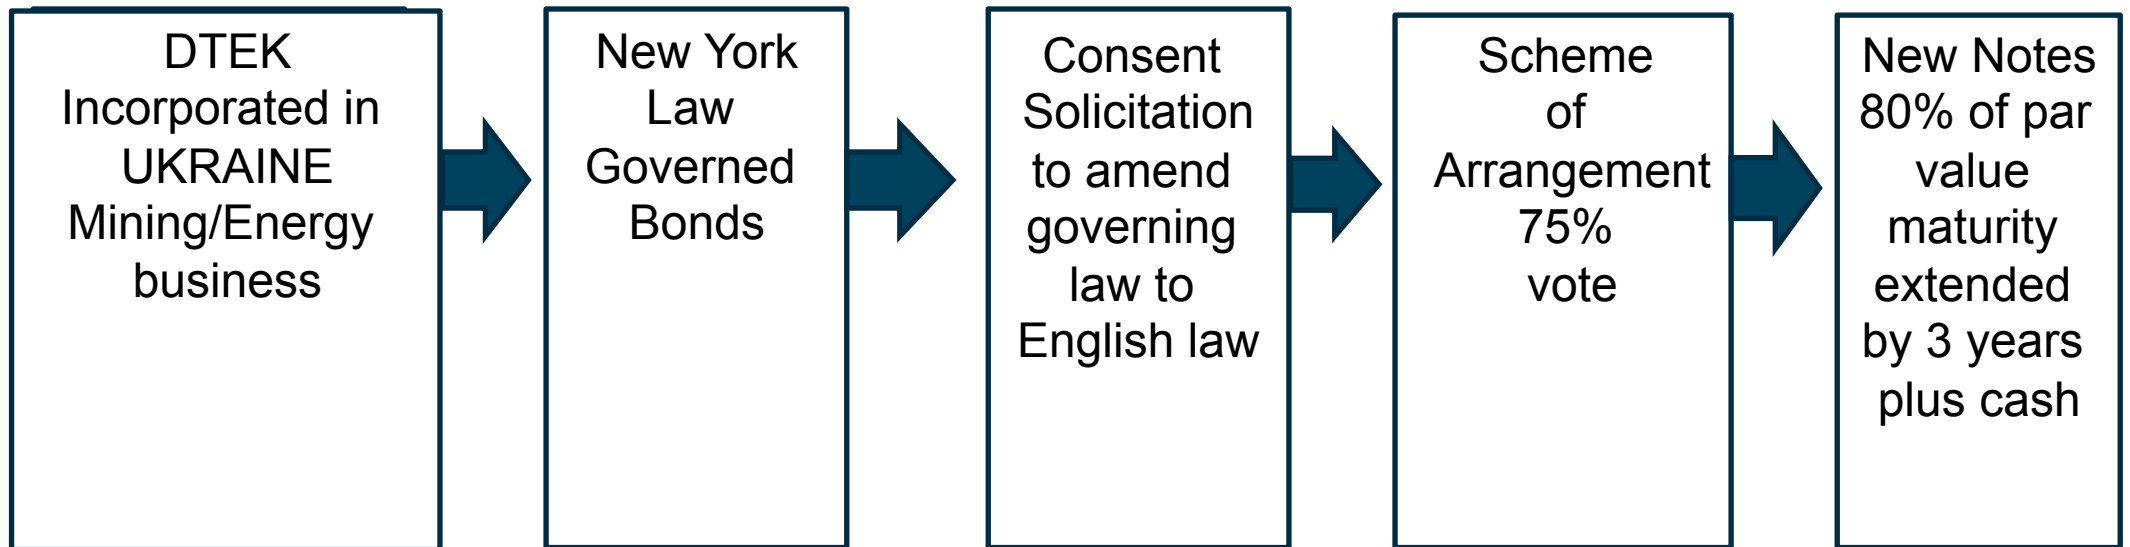 DTEK
Incorporated in
UKRAINE
Mining/Energy
business
New York
Law
Governed
Bonds
Consent
Solicitation
to amend
governing
law to
English law
Scheme
of
Arrangement
75%
vote
New Notes
80% of par
value
maturity
extended
by 3 years
plus cash